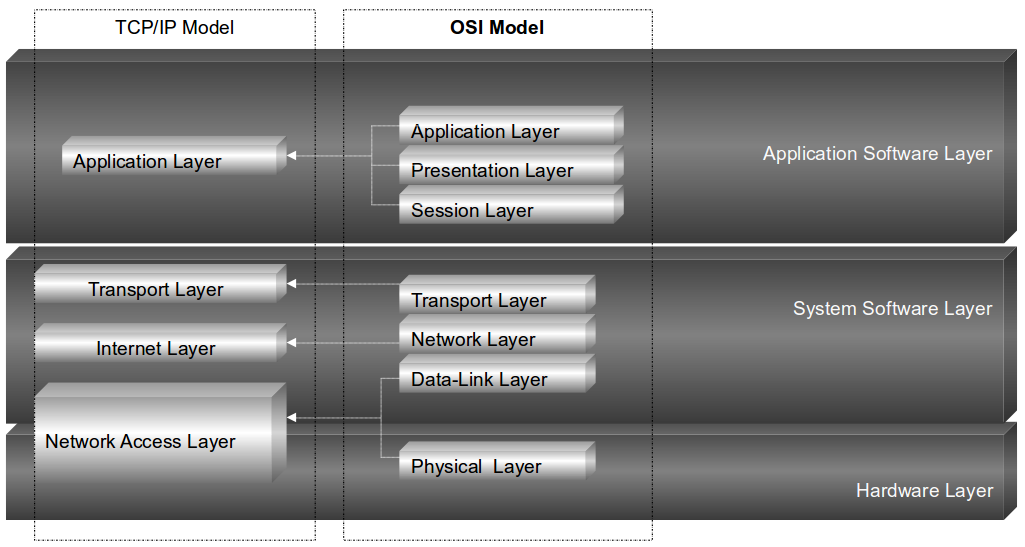 TCP/IP Model
OSI Model
Application Layer
Application Layer
Presentation Layer
Session Layer
Application Software Layer
Transport Layer
Internet Layer
Network Access Layer
Transport Layer
Network Layer
Data-Link Layer
Physical  Layer
System Software Layer
Hardware Layer